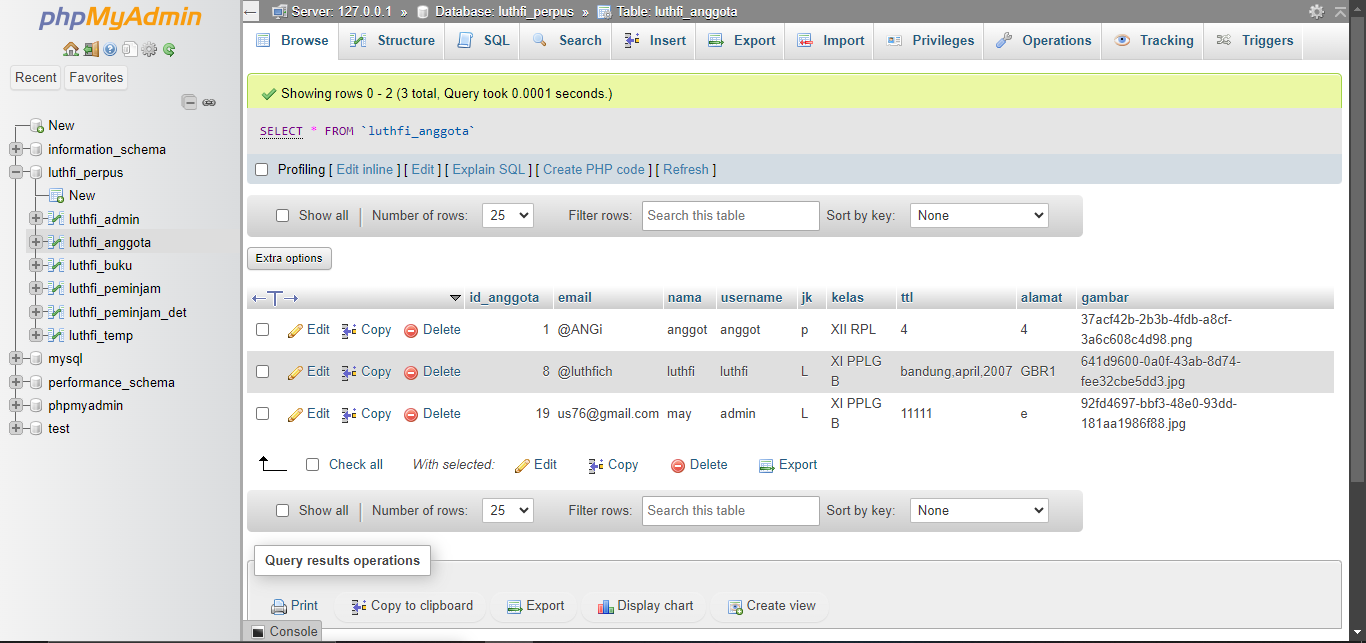 phpMyAdmin
Recent Favorites
New
information_schema
luthfi_perpus
New
luthfi_admin
luthfi_anggota
luthfi_buku
luthfi_peminjam
luthfi_peminjam_det
luthfi_temp
mysql
performance_schema
phpmyadmin
test
Server: 127.0.0.1 » Database: luthfi_perpus » Table: luthfi_anggota
Browse Structure SQL Search Insert Export Import Privileges Operations Tracking Triggers
Showing rows 0 - 2 (3 total, Query took 0.0001 seconds.)
SELECT * FROM `luthfi_anggota`
Profiling [ Edit inline ] [ Edit ] [ Explain SQL ] [ Create PHP code ] [ Refresh ]
Show all Number of rows: 25 Filter rows: Search this table Sort by key: None
Extra options
id_anggota email nama username jk kelas ttl alamat gambar
Edit Copy Delete 1 @ANGi anggot anggot p XII RPL 4 4 37acf42b-2b3b-4fdb-a8cf-
3a6c608c4d98.png
Edit Copy Delete 8 @luthfich luthfi luthfi L XI PPLG bandung,april,2007 GBR1 641d9600-0a0f-43ab-8d74-
B fee32cbe5dd3.jpg
Edit Copy Delete 19 us76@gmail.com may admin L XI PPLG 11111 e 92fd4697-bbf3-48e0-93dd-
B 181aa1986f88.jpg
Check all With selected: Edit Copy Delete Export
Show all Number of rows: 25 Filter rows: Search this table Sort by key: None
Query results operations
Print Copy to clipboard Export Display chart Create view
Console